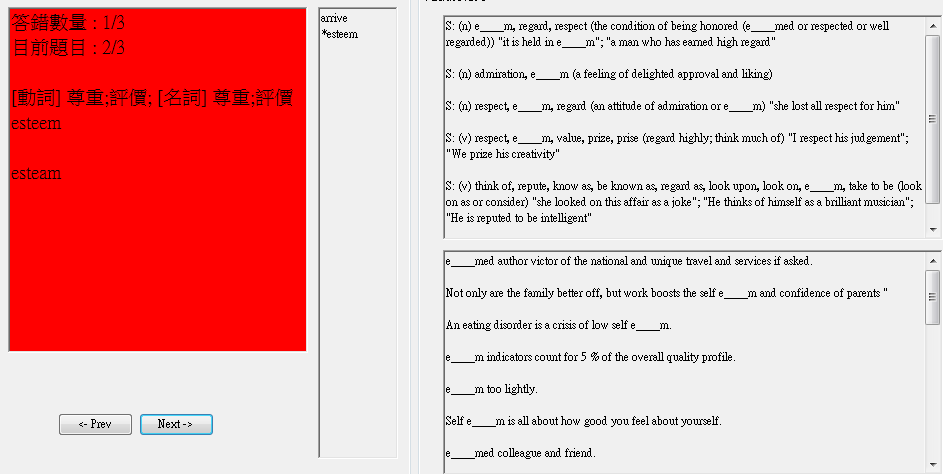 答錯數量 : 1/3
目前題目 : 2/3
[動詞] 尊重;評價; [名詞] 尊重;評價
esteem
esteam
<- Prev
Next ->
arrive
*esteem
S: (n) e____m, regard, respect (the condition of being honored (e____med or respected or well
regarded)) "it is held in e____m"; "a man who has earned high regard"
S: (n) admiration, e____m (a feeling of delighted approval and liking)
S: (n) respect, e____m, regard (an attitude of admiration or e____m) "she lost all respect for him"
S: (v) respect, e____m, value, prize, prise (regard highly; think much of) "I respect his judgement";
"We prize his creativity"
S: (v) think of, repute, know as, be known as, regard as, look upon, look on, e____m, take to be (look
on as or consider) "she looked on this affair as a joke"; "He thinks of himself as a brilliant musician";
"He is reputed to be intelligent"
e____med author victor of the national and unique travel and services if asked.
Not only are the family better off, but work boosts the self e____m and confidence of parents "
An eating disorder is a crisis of low self e____m.
e____m indicators count for 5 % of the overall quality profile.
e____m too lightly.
Self e____m is all about how good you feel about yourself.
e____med colleague and friend.